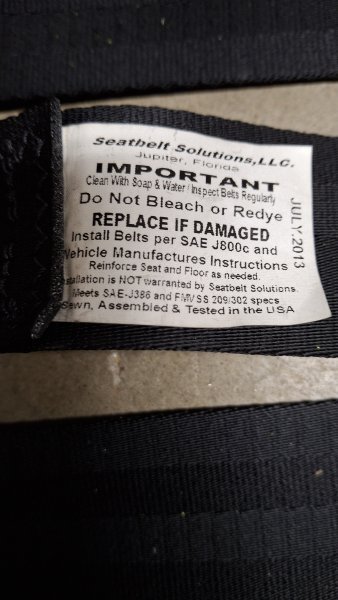 Seatbelt Solutions,LLC.
Jupiter, Florida
IMPORTANT
Clean With Soap & Water / Inspect Belts Regularly
Do Not Bleach or Redye
REPLACE IF DAMAGED
Install Belts per SAE J800c and
Vehicle Manufactures Instructions
Reinforce Seat and Floor as needed.
is NOT WARRANTED by Seatbelt Solutions.
Meets SAE-J386 and FMVSS 209/302 specs
Sewn, Assembled & Tested in the USA
JULY 2013